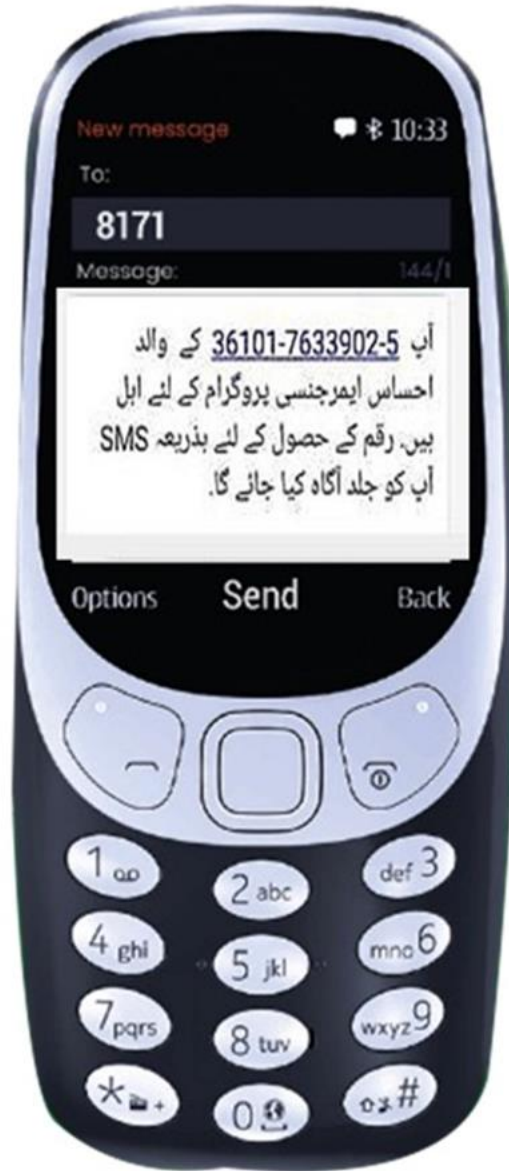 New message 10:33
To:
8171
Message: 144/1
آپ 36101-7633902-5 کے والد
احساس ایمرجنسی پروگرام کے لئے اہل
ہیں. رقم کے حصول کے لئے بذریعہ SMS
آپ کو جلد آگاہ کیا جائے گا.
Options Send Back
1 2 abc def 3
4 ghi 5 jkl mno 6
7 pqrs 8 tuv wxyz 9
* + 0 #